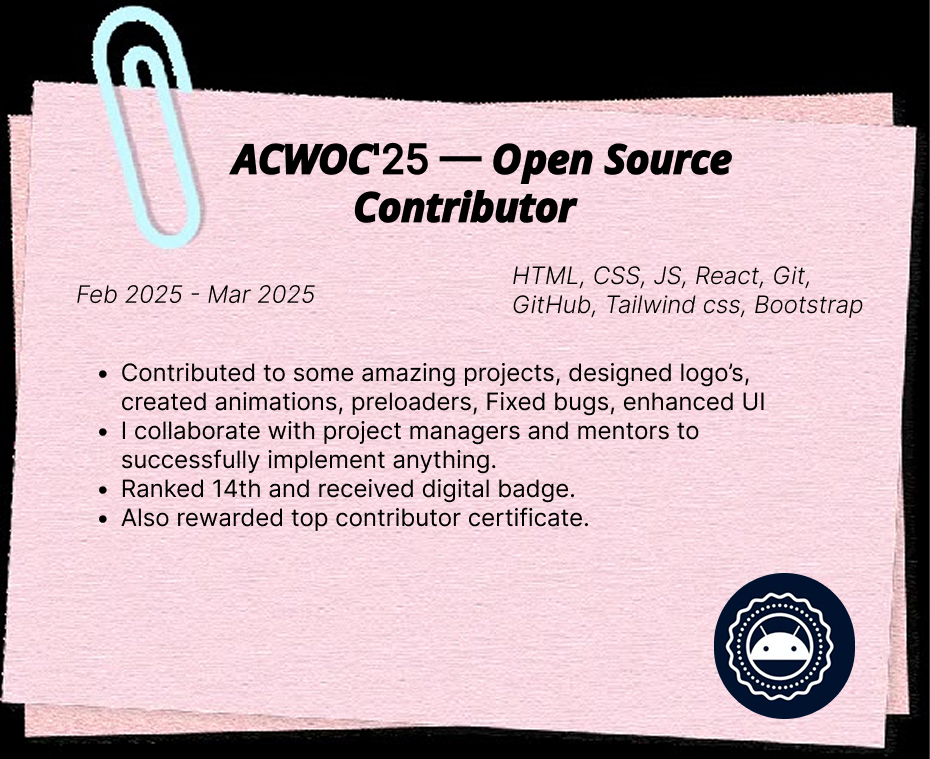 ACWOC'25 — Open Source
Contributor
Feb 2025 - Mar 2025
HTML, CSS, JS, React, Git,
GitHub, Tailwind css, Bootstrap
• Contributed to some amazing projects, designed logo’s,
created animations, preloaders, Fixed bugs, enhanced UI
• I collaborate with project managers and mentors to
successfully implement anything.
• Ranked 14th and received digital badge.
• Also rewarded top contributor certificate.